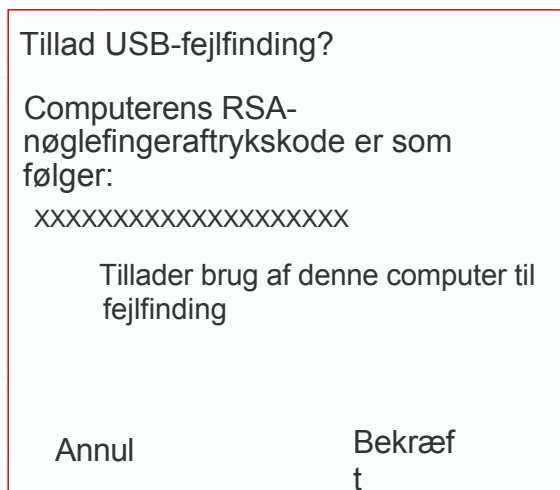 Tillad USB-fejlfinding?
Computerens RSA-
nøglefingeraftrykskode er som
følger:
XXXXXXXXXXXXXXXXXXXX
Tillader brug af denne computer til
fejlfinding
Annul
Bekræf
t